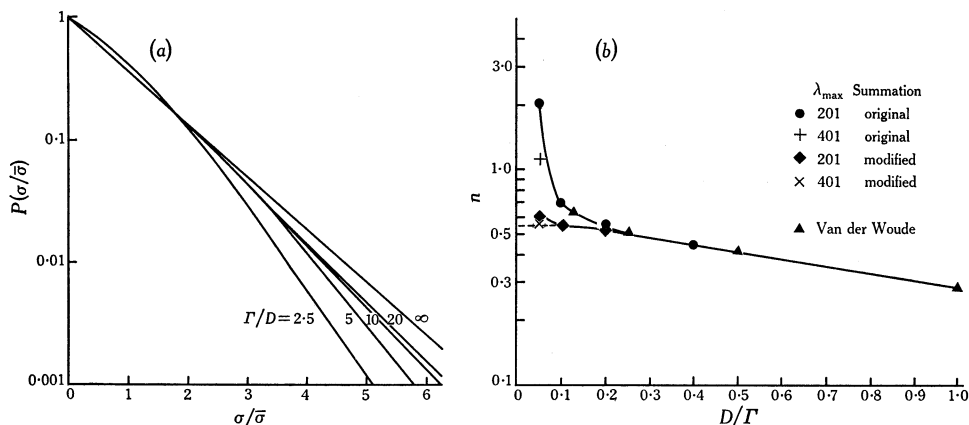 (a)
P(σ/σ̅)
1
0·1
0·01
0·001
Γ/D = 2·5 5 10 20 ∞
0 1 2 3 4 5 6
σ/σ̅
(b)
n
3·0
1·0
0·5
0·3
0·1
λmax Summation
201 original
401 original
201 modified
401 modified
Van der Woude
0 0·1 0·2 0·3 0·4 0·5 0·6 0·7 0·8 0·9 1·0
D/Γ